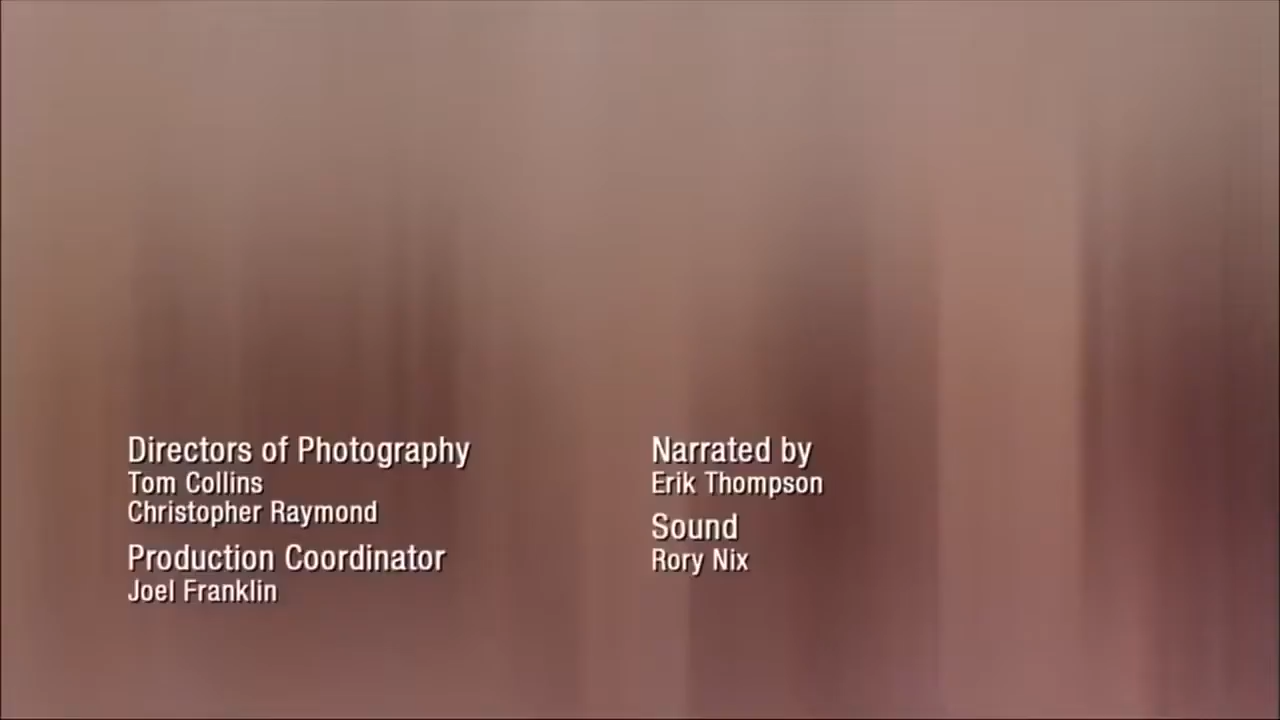 Directors of Photography
Tom Collins
Christopher Raymond
Production Coordinator
Joel Franklin
Narrated by
Erik Thompson
Sound
Rory Nix